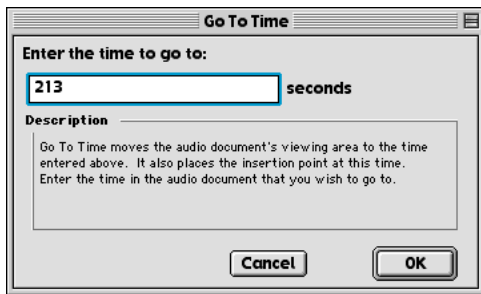 Go To Time
Enter the time to go to:
213 seconds
Description
Go To Time moves the audio document's viewing area to the time
entered above. It also places the insertion point at this time.
Enter the time in the audio document that you wish to go to.
Cancel OK